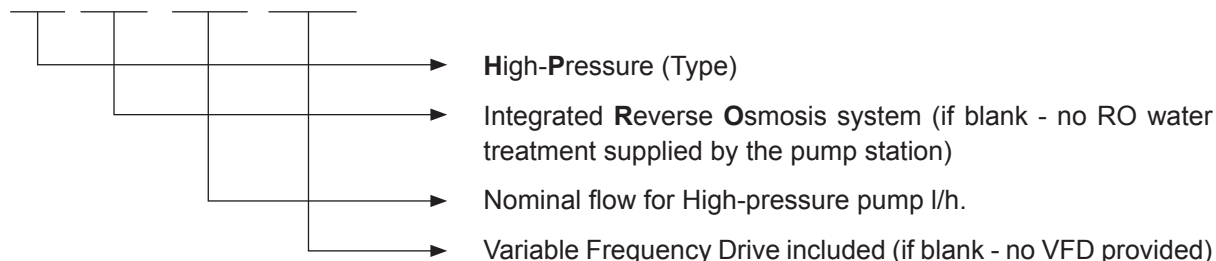 High-Pressure (Type)
Integrated Reverse Osmosis system (if blank - no RO water
treatment supplied by the pump station)
Nominal flow for High-pressure pump l/h.
Variable Frequency Drive included (if blank - no VFD provided)